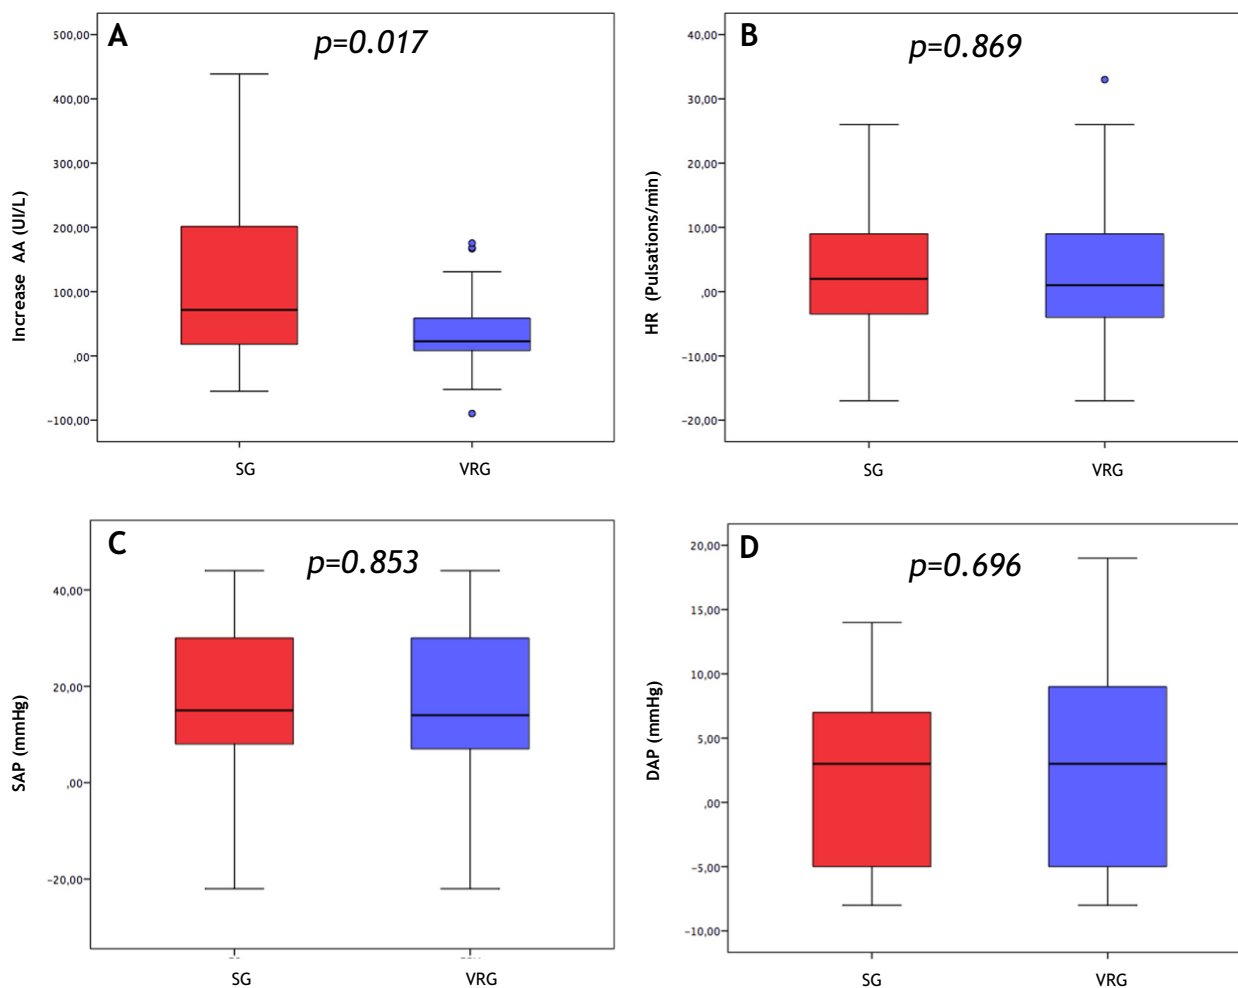 A
p=0.017
500,00
400,00
300,00
200,00
100,00
,00
-100,00
Increase AA (UI/L)
SG
VRG
B
p=0.869
40,00
30,00
20,00
10,00
,00
-10,00
-20,00
HR (Pulsations/min)
SG
VRG
C
p=0.853
40,00
20,00
,00
-20,00
SAP (mmHg)
SG
VRG
D
p=0.696
20,00
15,00
10,00
5,00
,00
-5,00
-10,00
DAP (mmHg)
SG
VRG